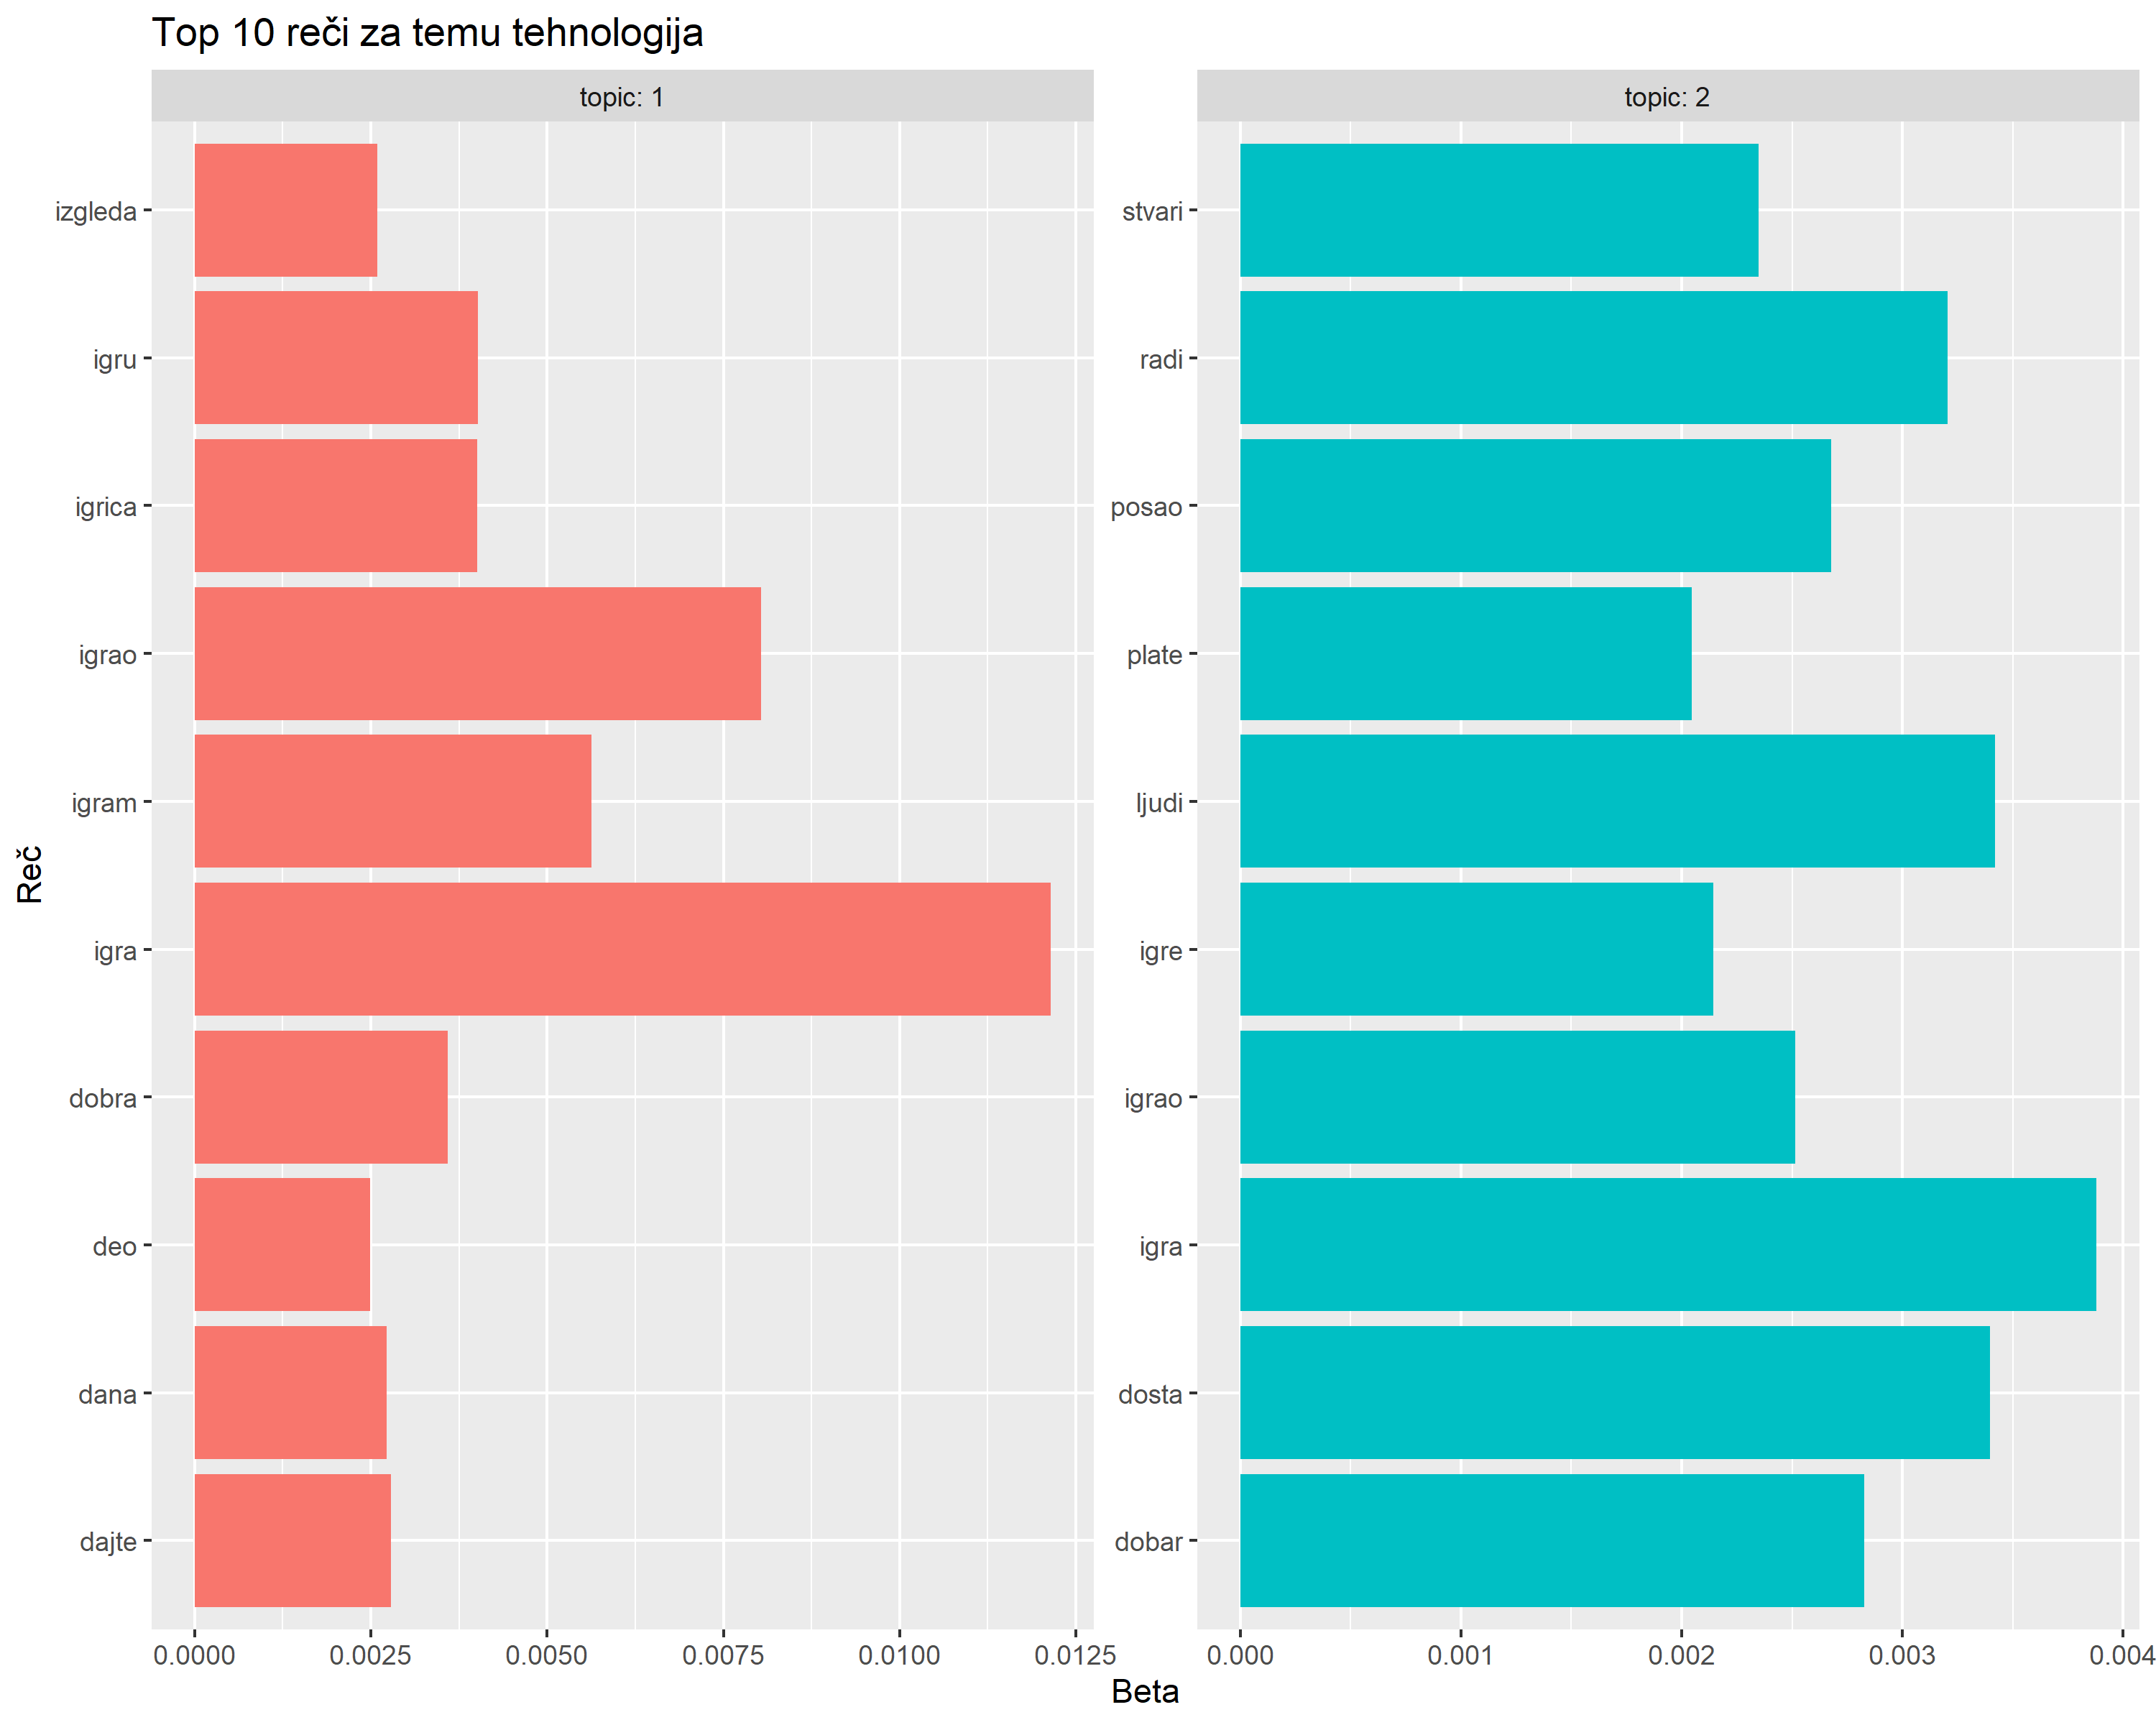 Top 10 reči za temu tehnologija
topic: 1
topic: 2
Reč
izgleda
igru
igrica
igrao
igram
igra
dobra
deo
dana
dajte
stvari
radi
posao
plate
ljudi
igre
igrao
igra
dosta
dobar
0.0000 0.0025 0.0050 0.0075 0.0100 0.0125
0.000 0.001 0.002 0.003 0.004
Beta